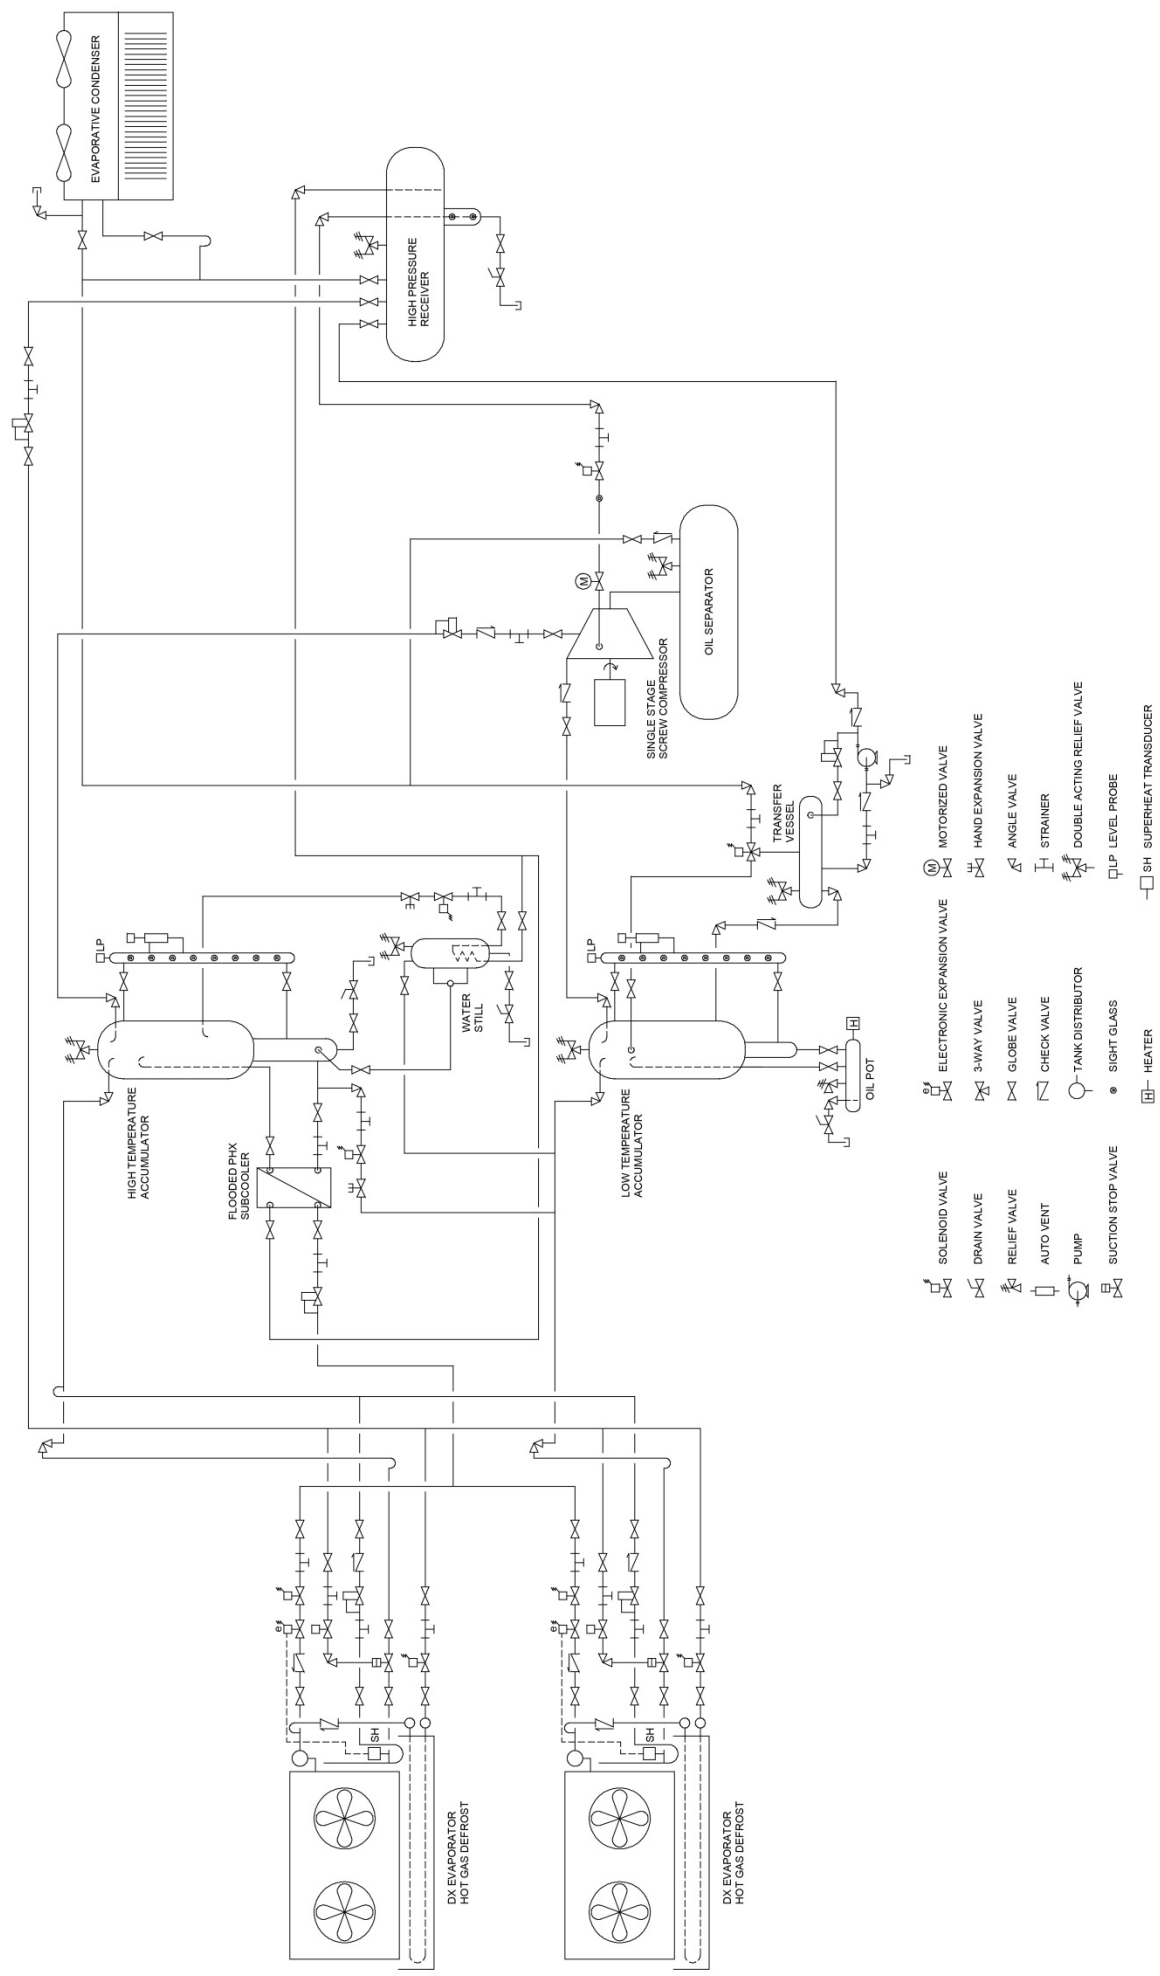 EVAPORATIVE CONDENSER
HIGH PRESSURE
RECEIVER
M
OIL SEPARATOR
SINGLE STAGE
SCREW COMPRESSOR
TRANSFER
VESSEL
LP
WATER
STILL
LP
H
OIL POT
HIGH TEMPERATURE
ACCUMULATOR
FLOODED PHX
SUBCOOLER
LOW TEMPERATURE
ACCUMULATOR
e
SH
DX EVAPORATOR
HOT GAS DEFROST
e
SH
DX EVAPORATOR
HOT GAS DEFROST
SOLENOID VALVE
DRAIN VALVE
RELIEF VALVE
AUTO VENT
PUMP
SUCTION STOP VALVE
e ELECTRONIC EXPANSION VALVE
3-WAY VALVE
GLOBE VALVE
CHECK VALVE
TANK DISTRIBUTOR
SIGHT GLASS
H HEATER
M MOTORIZED VALVE
HAND EXPANSION VALVE
ANGLE VALVE
STRAINER
DOUBLE ACTING RELIEF VALVE
LP LEVEL PROBE
SH SUPERHEAT TRANSDUCER